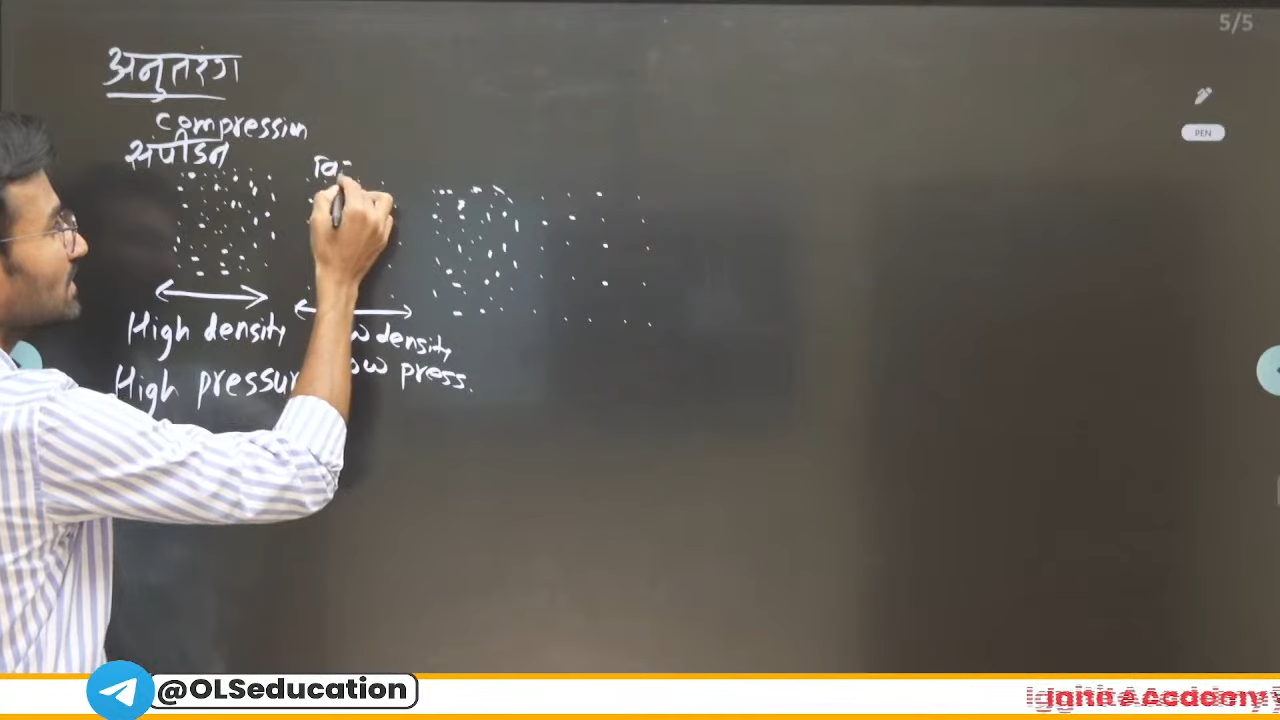 5/5
PEN
अनुतरंग
compression
संपीडन
High density
density
High pressur
press.
@OLSeducation